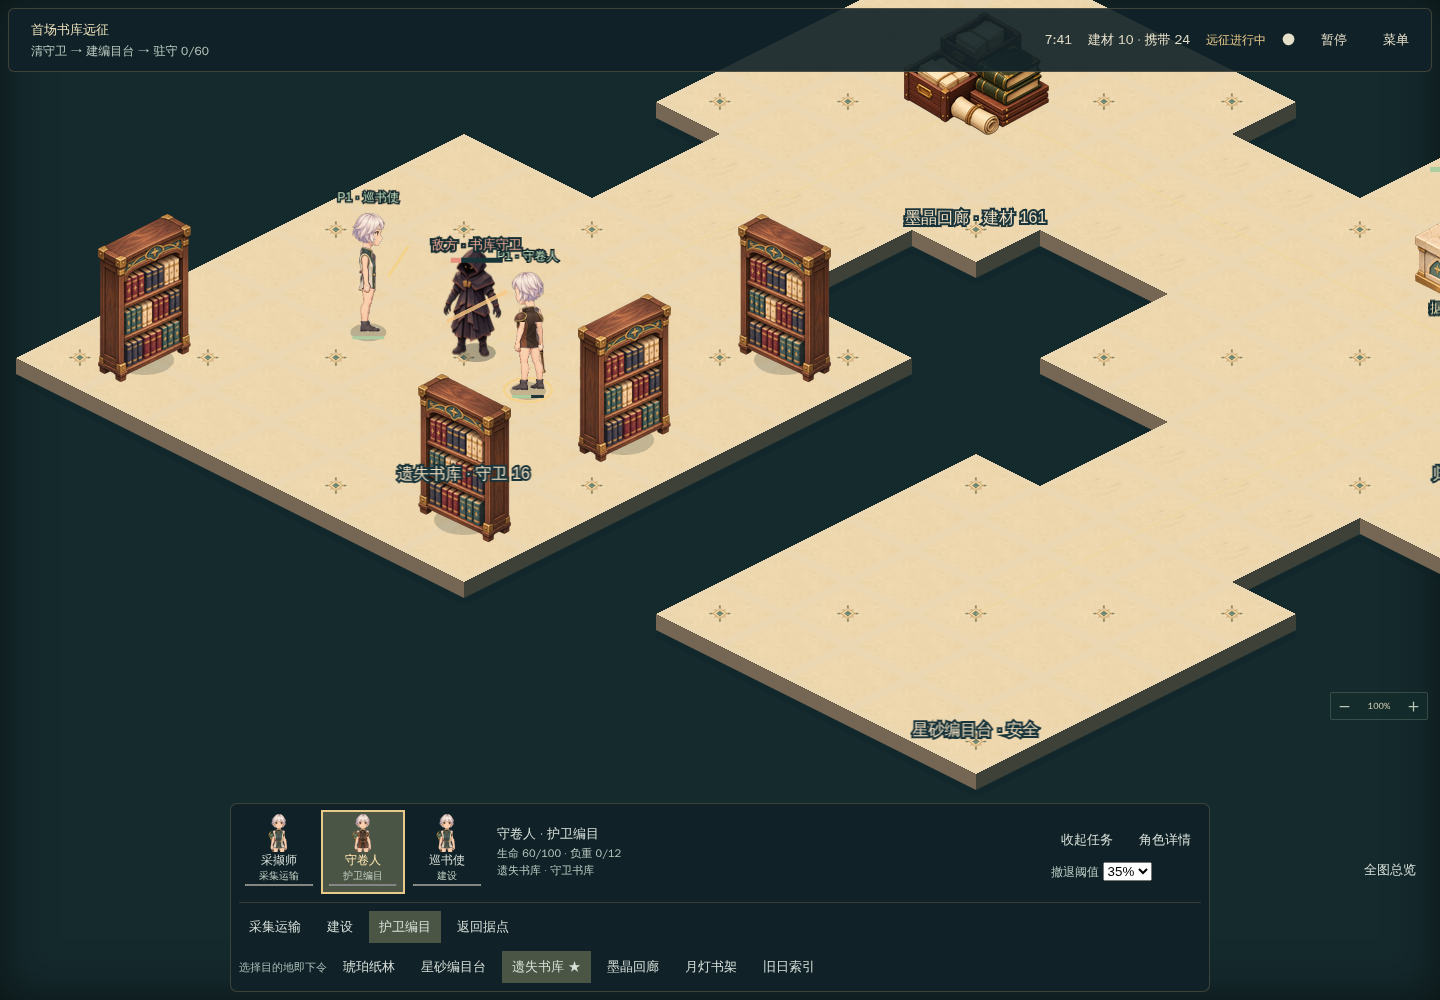 首场书库远征
清守卫 → 建编目台 → 驻守 0/60
7:41 建材 10 · 携带 24 远征进行中 暂停 菜单
P1 · 巡书使
敌方 · 书库守卫
P1 · 守卷人
墨晶回廊 · 建材 161
遗失书库 · 守卫 16
星砂编目台 · 安全
− 100% +
采撷师
采集运输
守卷人
护卫编目
巡书使
建设
守卷人 · 护卫编目
生命 60/100 · 负重 0/12
遗失书库 · 守卫书库
收起任务 角色详情
撤退阈值 35%
全图总览
采集运输 建设 护卫编目 返回据点
选择目的地即下令 琥珀纸林 星砂编目台 遗失书库 ★ 墨晶回廊 月灯书架 旧日索引